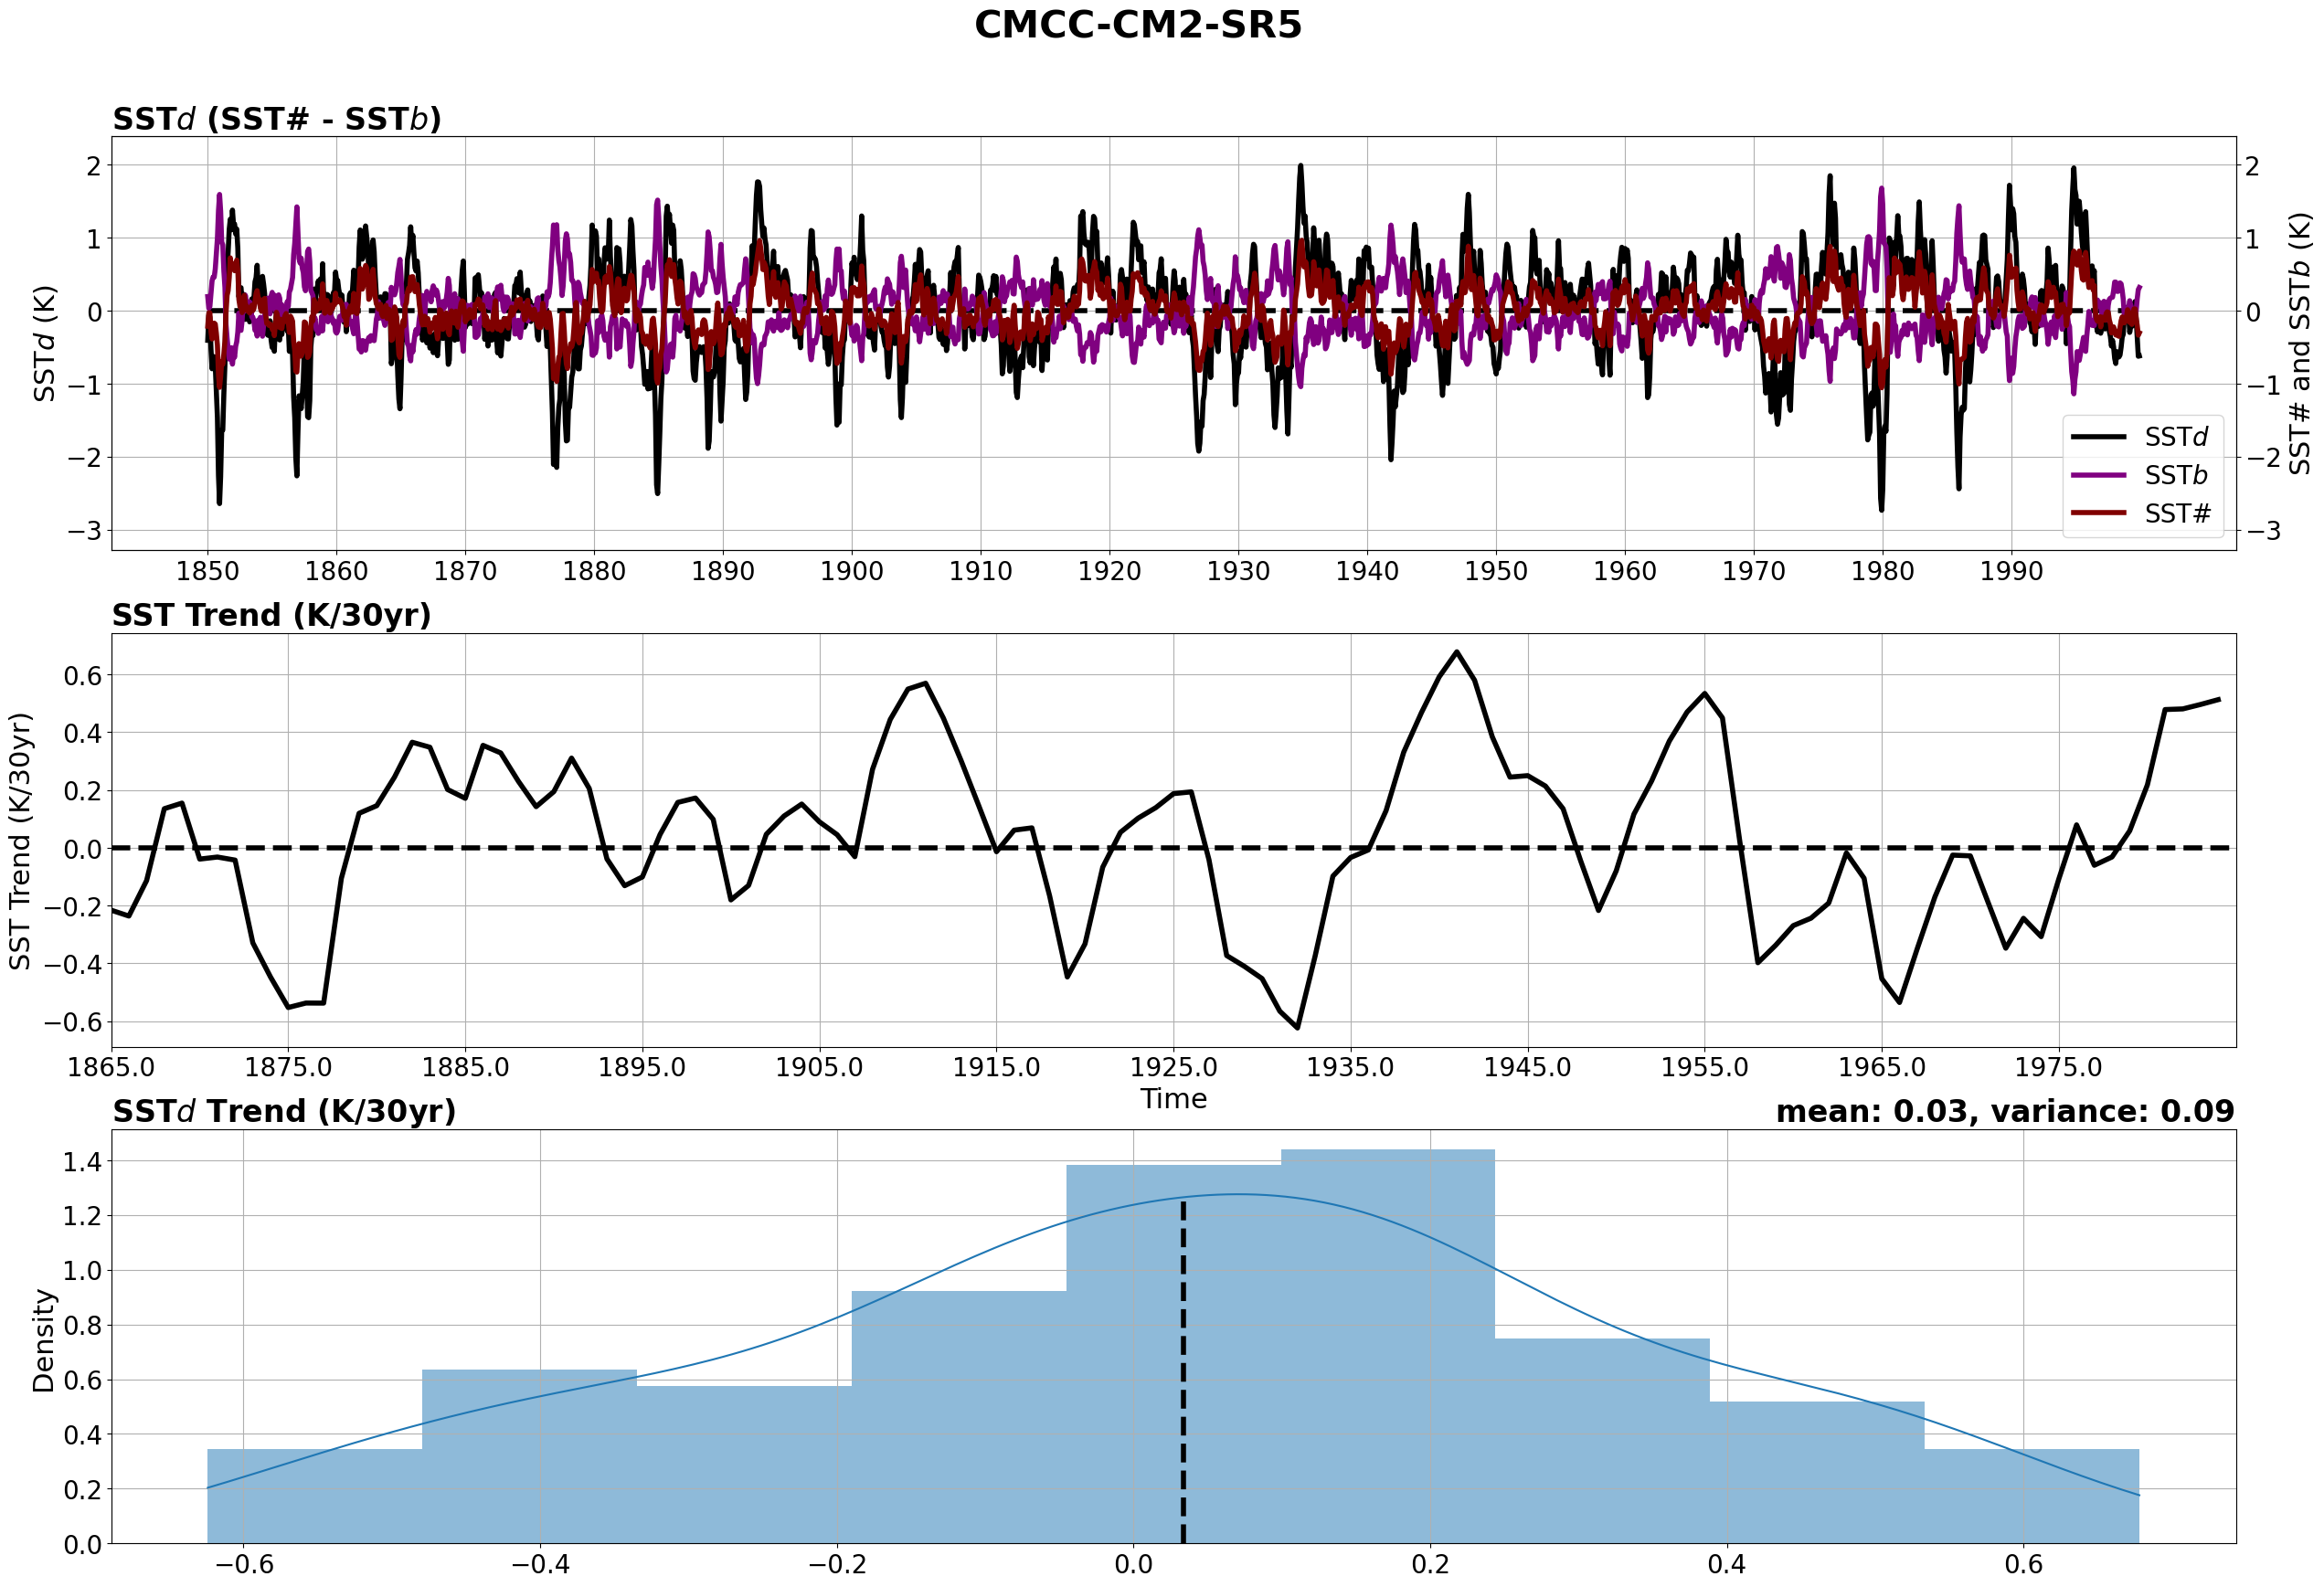 CMCC-CM2-SR5
SSTd (SST# - SSTb)
2
1
0
−1
−2
−3
SSTd (K)
2
1
0
−1
−2
−3
SST# and SSTb (K)
SSTd
SSTb
SST#
1850 1860 1870 1880 1890 1900 1910 1920 1930 1940 1950 1960 1970 1980 1990
SST Trend (K/30yr)
0.6
0.4
0.2
0.0
−0.2
−0.4
−0.6
SST Trend (K/30yr)
1865.0 1875.0 1885.0 1895.0 1905.0 1915.0 1925.0 1935.0 1945.0 1955.0 1965.0 1975.0
Time
SSTd Trend (K/30yr) mean: 0.03, variance: 0.09
1.4
1.2
1.0
0.8
0.6
0.4
0.2
0.0
Density
−0.6 −0.4 −0.2 0.0 0.2 0.4 0.6